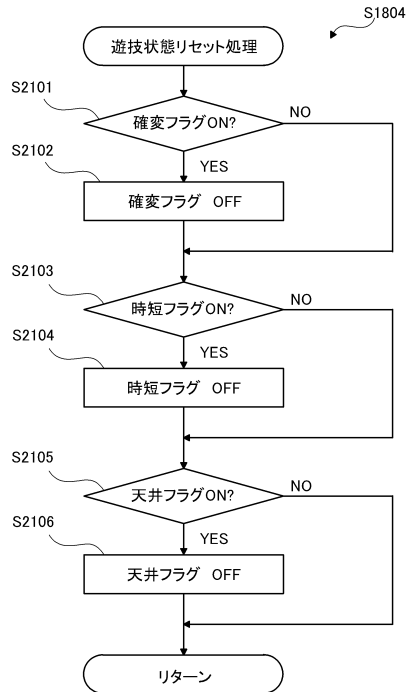 S1804
遊技状態リセット処理
S2101
確変フラグON?
NO
YES
S2102
確変フラグ OFF
S2103
時短フラグON?
NO
YES
S2104
時短フラグ OFF
S2105
天井フラグON?
NO
YES
S2106
天井フラグ OFF
リターン